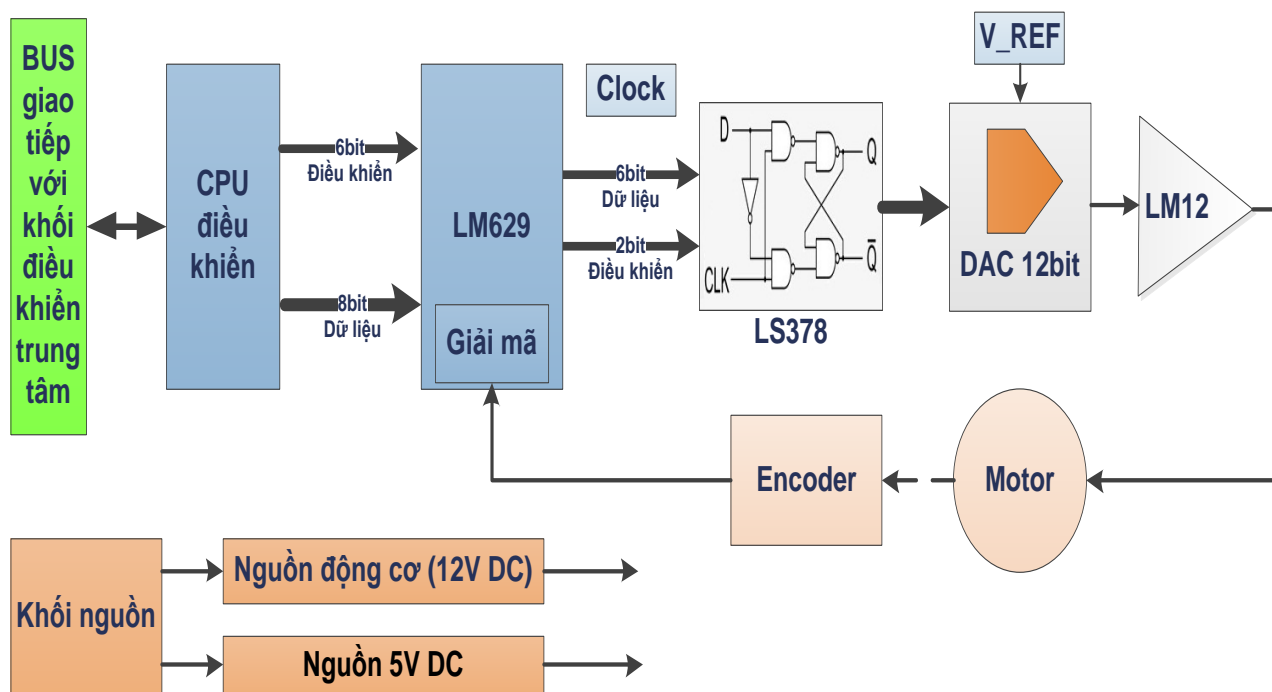 BUS
giao
tiếp
với
khối
điều
khiển
trung
tâm
CPU
điều
khiển
6bit
Điều khiển
8bit
Dữ liệu
LM629
Giải mã
Clock
6bit
Dữ liệu
2bit
Điều khiển
D
CLK
Q
Q̅
LS378
V_REF
DAC 12bit
LM12
Encoder
Motor
Khối nguồn
Nguồn động cơ (12V DC)
Nguồn 5V DC